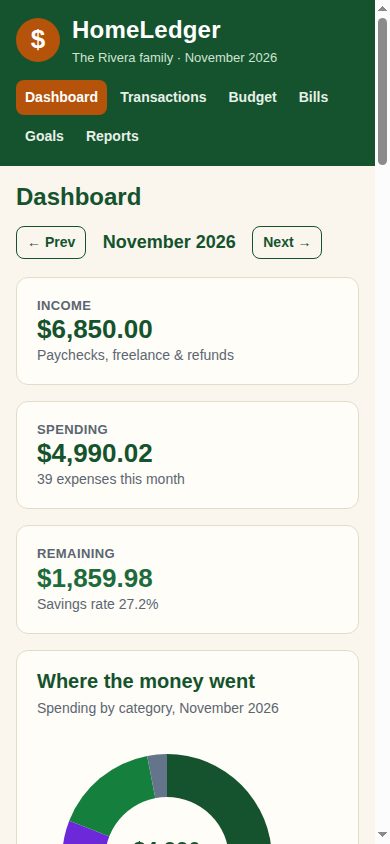 $
HomeLedger
The Rivera family · November 2026
Dashboard Transactions Budget Bills
Goals Reports
Dashboard
← Prev November 2026 Next →
INCOME
$6,850.00
Paychecks, freelance & refunds
SPENDING
$4,990.02
39 expenses this month
REMAINING
$1,859.98
Savings rate 27.2%
Where the money went
Spending by category, November 2026